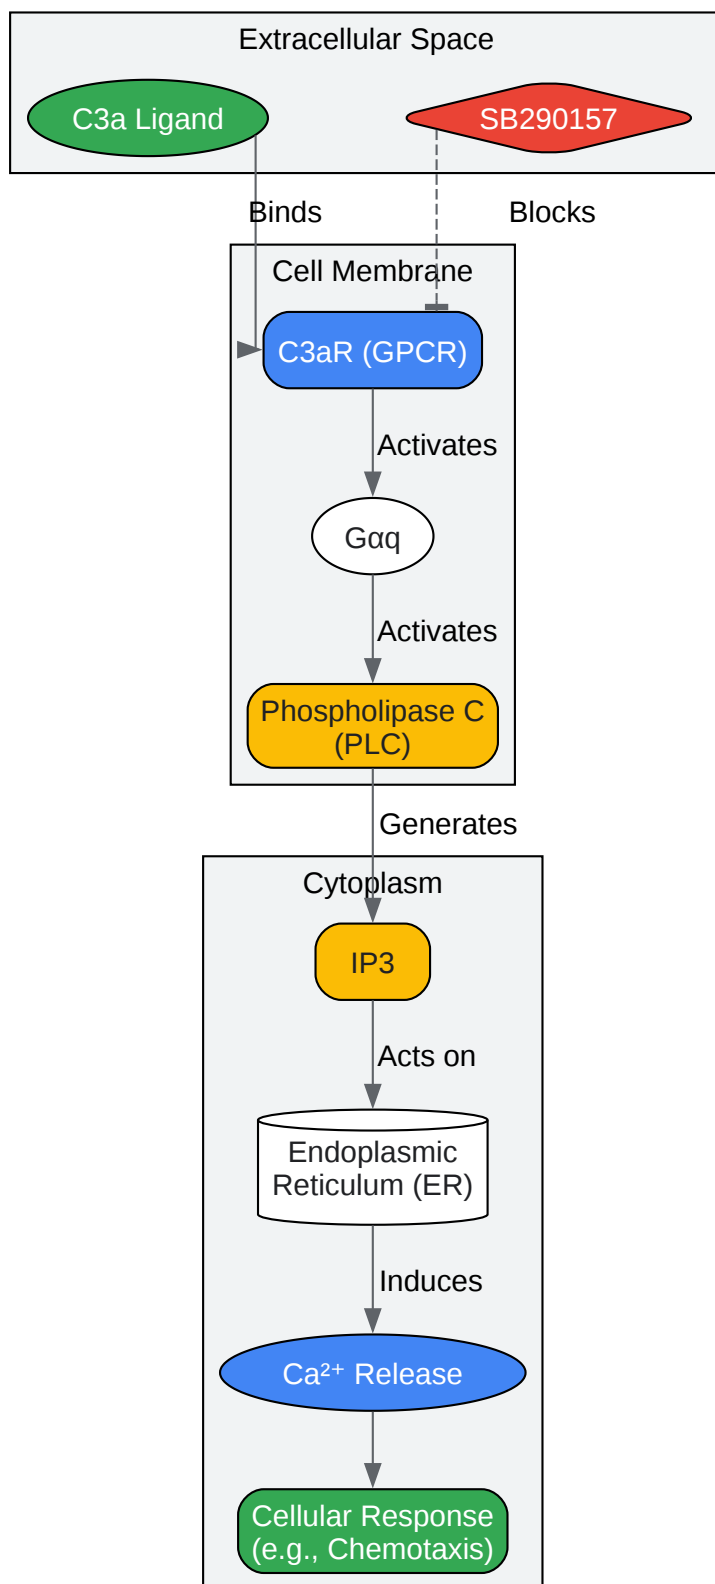 Extracellular Space
C3a Ligand
SB290157
Binds
Blocks
Cell Membrane
C3aR (GPCR)
Activates
Gαq
Activates
Phospholipase C
(PLC)
Generates
Cytoplasm
IP3
Acts on
Endoplasmic
Reticulum (ER)
Induces
Ca²⁺ Release
Cellular Response
(e.g., Chemotaxis)